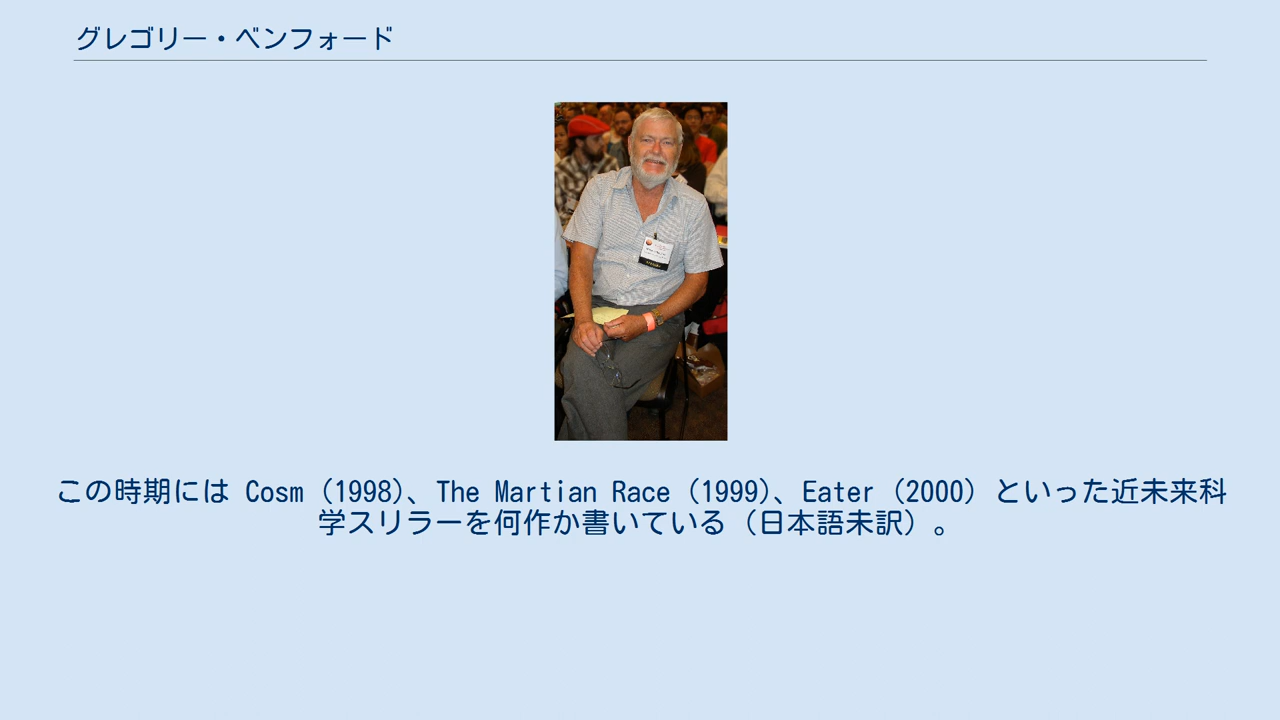 グレゴリー・ベンフォード
この時期には Cosm (1998)、The Martian Race (1999)、Eater (2000) といった近未来科
学スリラーを何作か書いている（日本語未訳）。